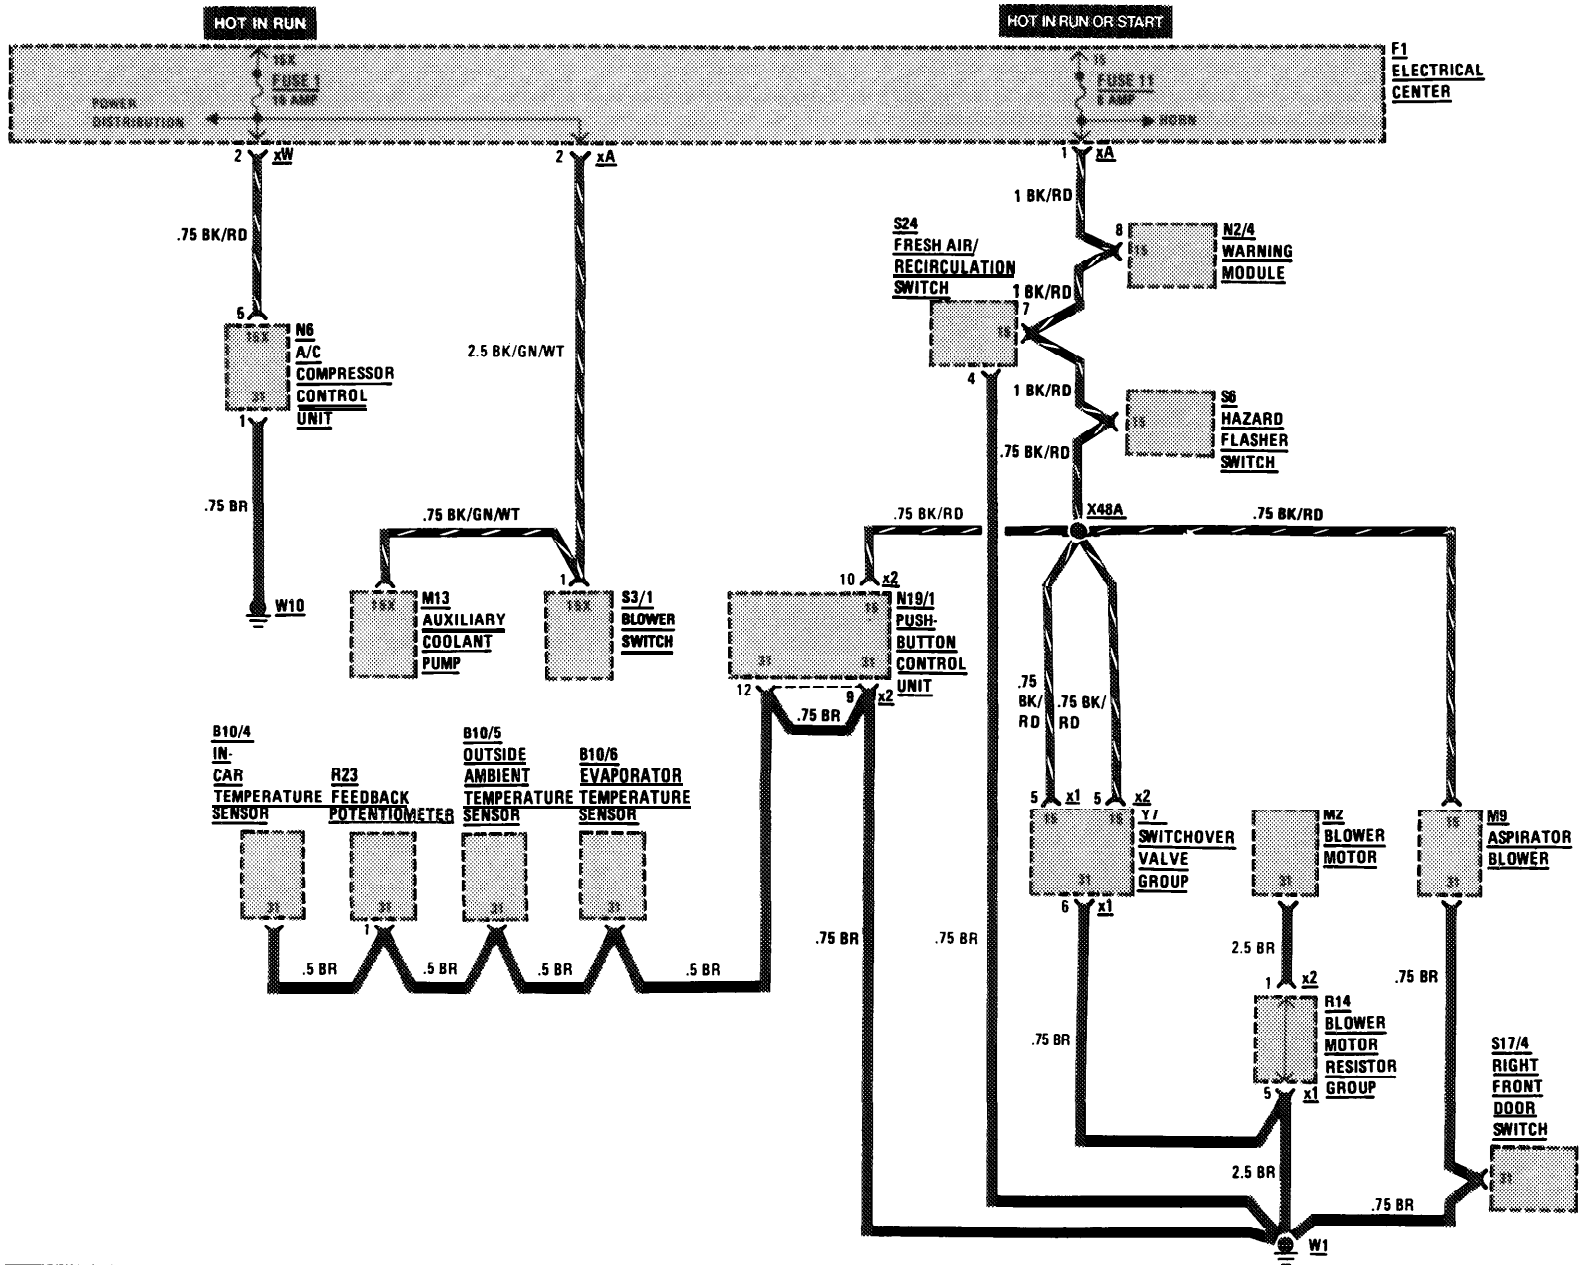 HOT IN RUN
HOT IN RUN OR START
15X
FUSE 1
16 AMP
POWER
DISTRIBUTION
15
FUSE 11
8 AMP
HORN
F1
ELECTRICAL
CENTER
2 xW
2 xA
1 xA
.75 BK/RD
2.5 BK/GN/WT
1 BK/RD
8
15
N2/4
WARNING
MODULE
S24
FRESH AIR/
RECIRCULATION
SWITCH
1 BK/RD
7
15
4
5
15X
31
1
N6
A/C
COMPRESSOR
CONTROL
UNIT
1 BK/RD
15
S6
HAZARD
FLASHER
SWITCH
.75 BK/RD
.75 BR
W10
.75 BK/GN/WT
.75 BK/RD
X48A
.75 BK/RD
15X
M13
AUXILIARY
COOLANT
PUMP
1
15X
S3/1
BLOWER
SWITCH
10 x2
15
31
31
N19/1
PUSH-
BUTTON
CONTROL
UNIT
12
9 x2
.75 BR
.75
BK/
RD
.75 BK/
RD
B10/4
IN-
CAR
TEMPERATURE
SENSOR
31
R23
FEEDBACK
POTENTIOMETER
31
1
B10/5
OUTSIDE
AMBIENT
TEMPERATURE
SENSOR
31
B10/6
EVAPORATOR
TEMPERATURE
SENSOR
31
.5 BR
.5 BR
.5 BR
.5 BR
.75 BR
.75 BR
5 x1
5 x2
15
15
31
Y7
SWITCHOVER
VALVE
GROUP
6 x1
.75 BR
M2
BLOWER
MOTOR
31
2.5 BR
1 x2
R14
BLOWER
MOTOR
RESISTOR
GROUP
5 x1
2.5 BR
15
31
M9
ASPIRATOR
BLOWER
.75 BR
S17/4
RIGHT
FRONT
DOOR
SWITCH
31
.75 BR
W1